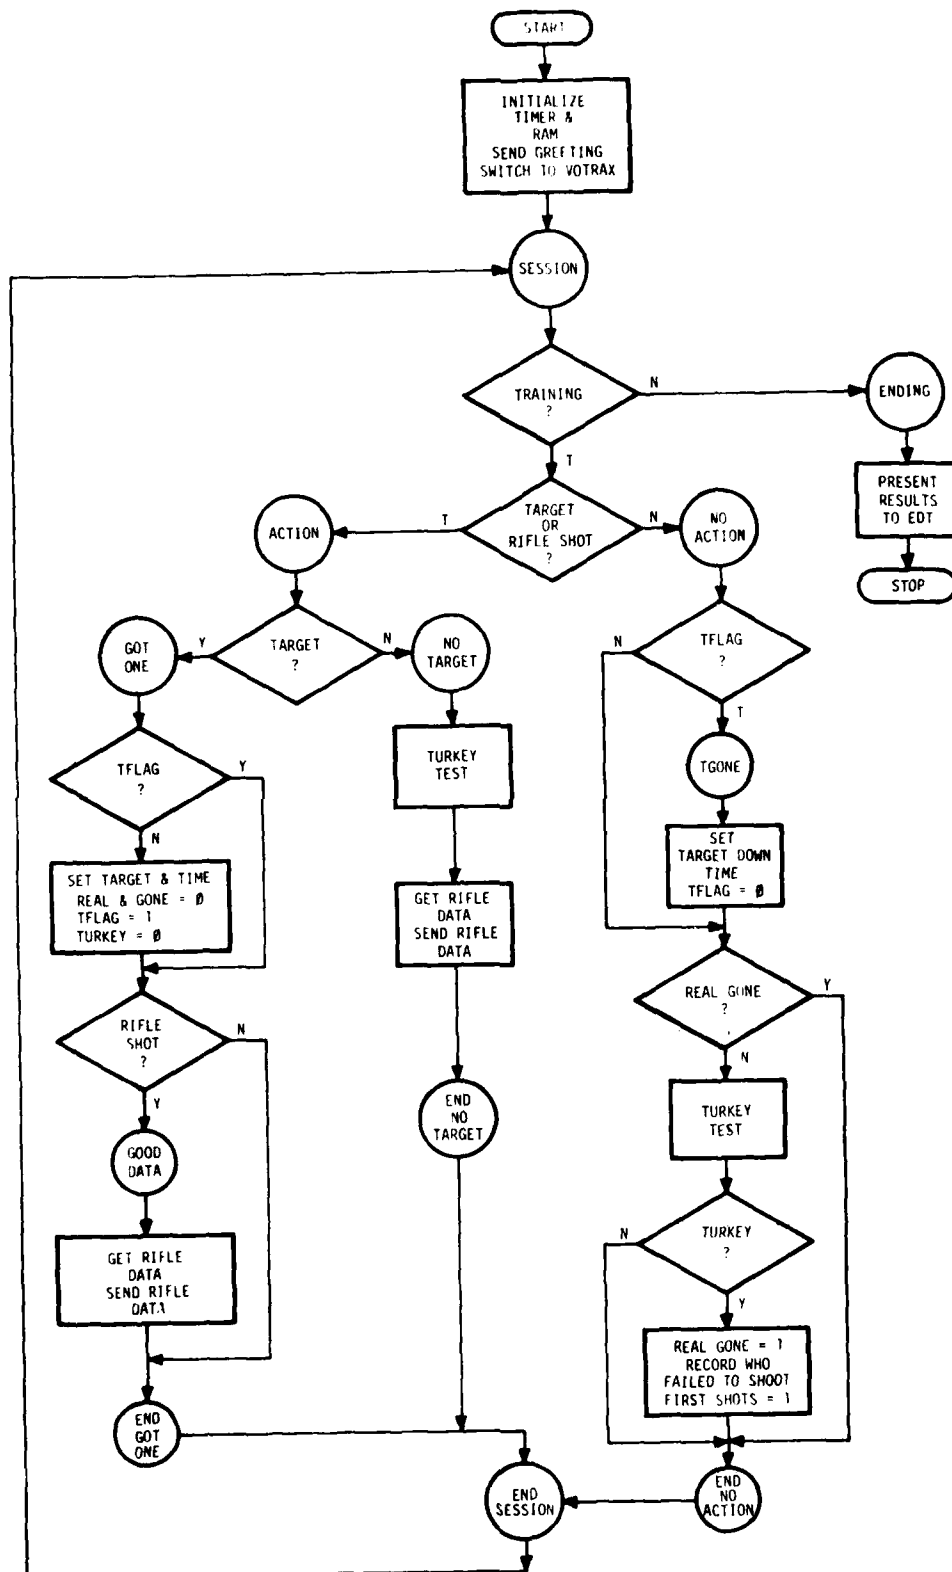 START
INITIALIZE
TIMER &
RAM
SEND GREETING
SWITCH TO VOTRAX
SESSION
TRAINING
?
N
ENDING
T
PRESENT
RESULTS
TO EDT
STOP
TARGET
OR
RIFLE SHOT
?
T
N
ACTION
NO
ACTION
TARGET
?
Y
N
GOT
ONE
NO
TARGET
TFLAG
?
N
T
TGONE
TFLAG
?
Y
N
TURKEY
TEST
SET
TARGET DOWN
TIME
TFLAG = 0
SET TARGET & TIME
REAL & GONE = 0
TFLAG = 1
TURKEY = 0
GET RIFLE
DATA
SEND RIFLE
DATA
REAL GONE
?
Y
N
RIFLE
SHOT
?
N
Y
TURKEY
TEST
END
NO
TARGET
GOOD
DATA
TURKEY
?
N
Y
GET RIFLE
DATA
SEND RIFLE
DATA
REAL GONE = 1
RECORD WHO
FAILED TO SHOOT
FIRST SHOTS = 1
END
GOT
ONE
END
SESSION
END
NO
ACTION